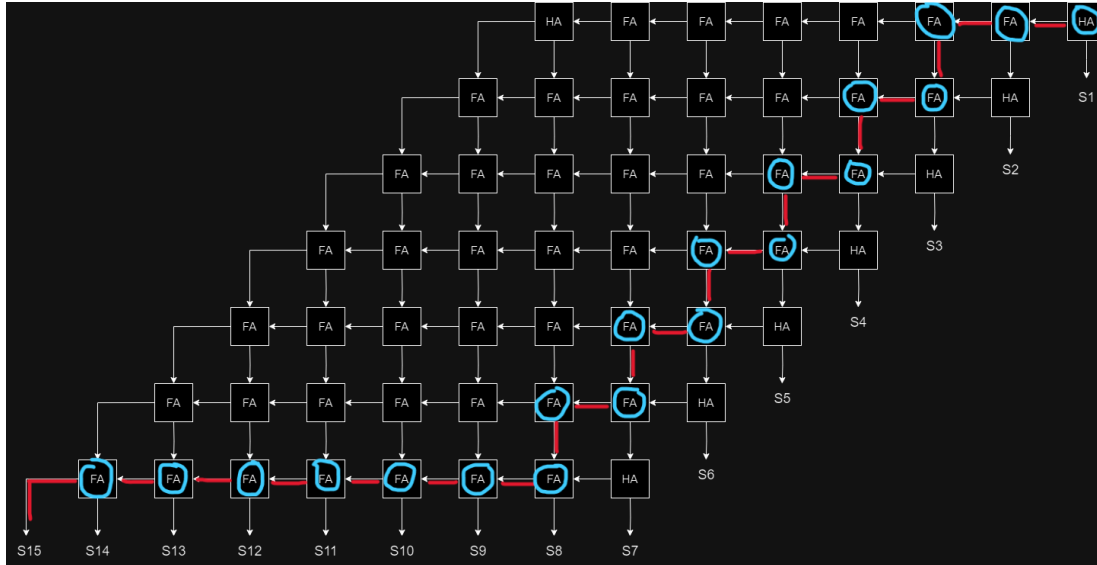 HA FA FA FA FA FA FA HA
FA FA FA FA FA FA FA HA S1
FA FA FA FA FA FA FA HA S2
FA FA FA FA FA FA FA HA S3
FA FA FA FA FA FA FA HA S4
FA FA FA FA FA FA FA HA S5
FA FA FA FA FA FA FA HA S6
S15 S14 S13 S12 S11 S10 S9 S8 S7